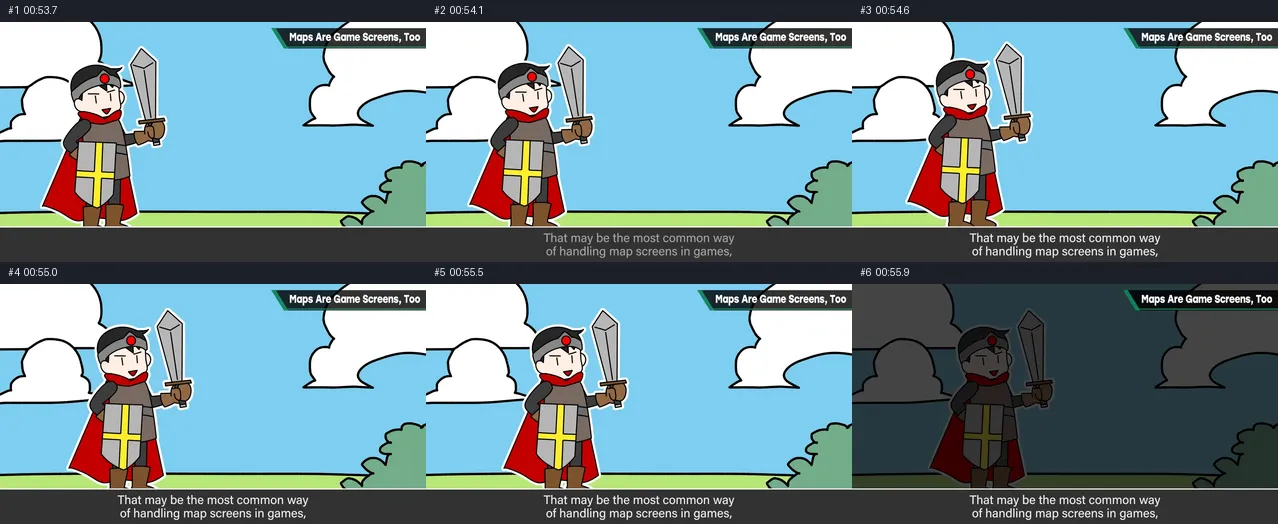 #1 00:53.7
Maps Are Game Screens, Too
#2 00:54.1
Maps Are Game Screens, Too
That may be the most common way
of handling map screens in games,
#3 00:54.6
Maps Are Game Screens, Too
That may be the most common way
of handling map screens in games,
#4 00:55.0
Maps Are Game Screens, Too
That may be the most common way
of handling map screens in games,
#5 00:55.5
Maps Are Game Screens, Too
That may be the most common way
of handling map screens in games,
#6 00:55.9
Maps Are Game Screens, Too
That may be the most common way
of handling map screens in games,